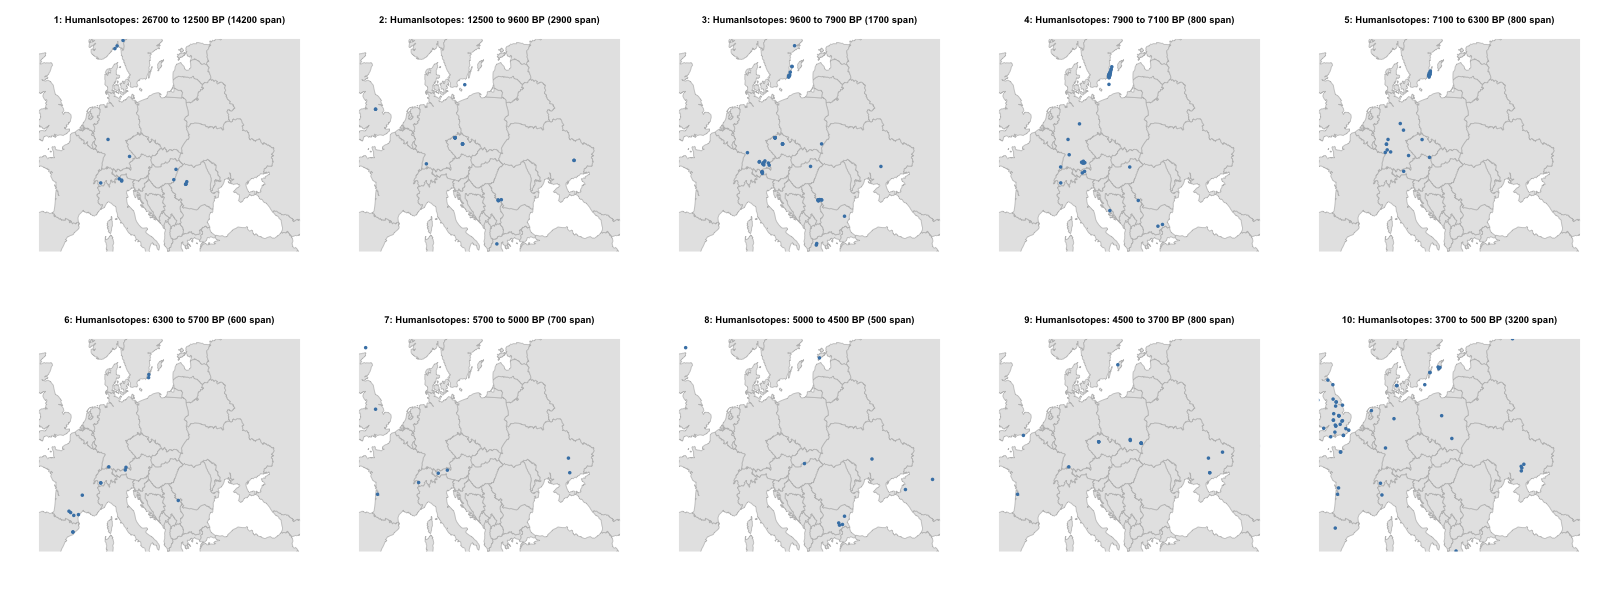 1: HumanIsotopes: 26700 to 12500 BP (14200 span)
2: HumanIsotopes: 12500 to 9600 BP (2900 span)
3: HumanIsotopes: 9600 to 7900 BP (1700 span)
4: HumanIsotopes: 7900 to 7100 BP (800 span)
5: HumanIsotopes: 7100 to 6300 BP (800 span)
6: HumanIsotopes: 6300 to 5700 BP (600 span)
7: HumanIsotopes: 5700 to 5000 BP (700 span)
8: HumanIsotopes: 5000 to 4500 BP (500 span)
9: HumanIsotopes: 4500 to 3700 BP (800 span)
10: HumanIsotopes: 3700 to 500 BP (3200 span)